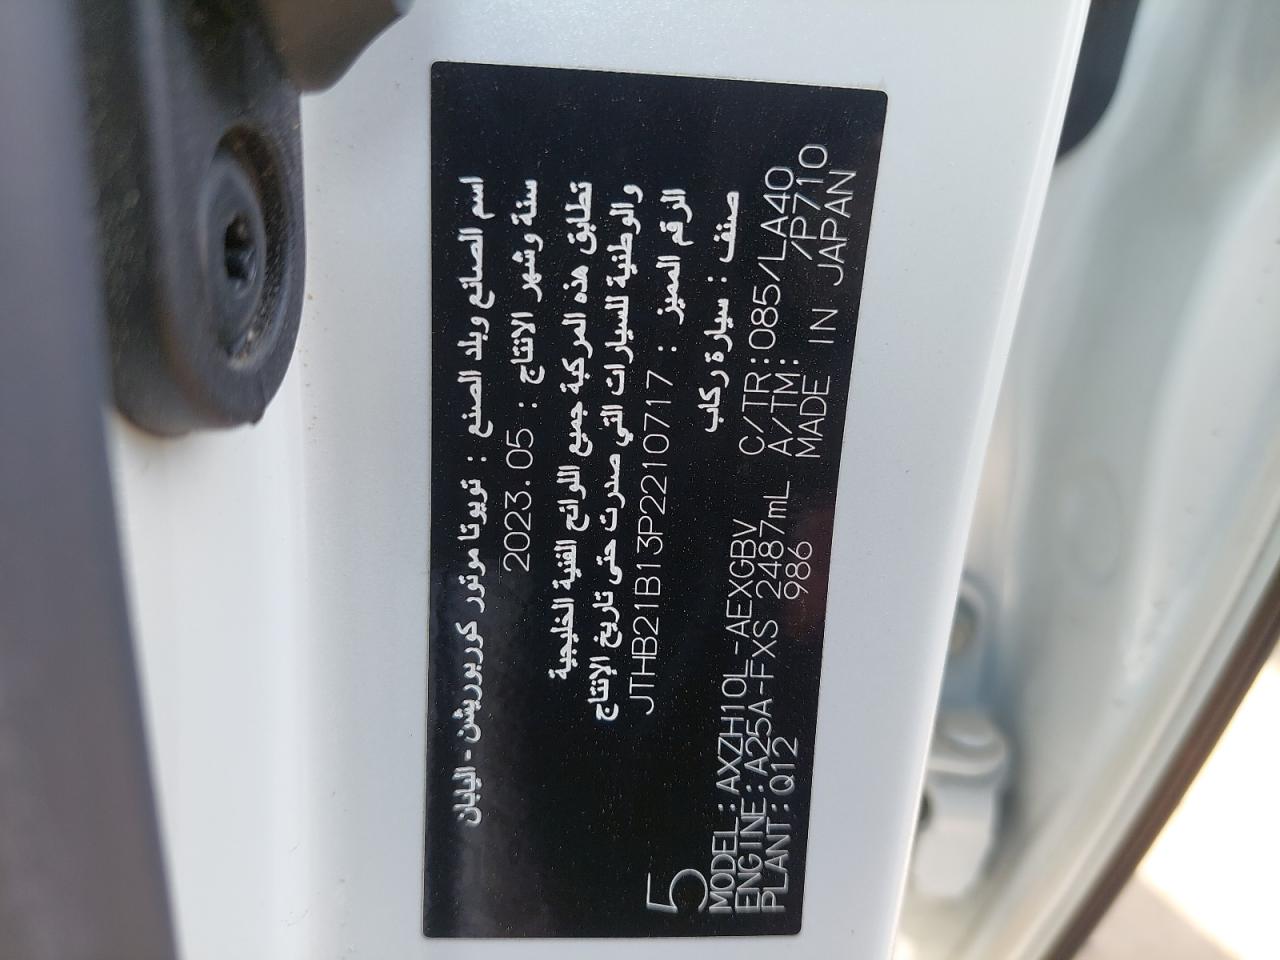 اسم الصانع وبلد الصنع : تويوتا موتور كوربوريشن - اليابان
سنة وشهر الانتاج : 2023.05
تطابق هذه المركبة جميع اللوائح الفنية الخليجية
والوطنية للسيارات التي صدرت حتى تاريخ الإنتاج
الرقم المميز : JTHB21B13P2210717
صنف : سيارة ركاب
5
MODEL:AXZH10L-AEXGBV C/TR:085/LA40
ENGINE:A25A-FXS 2487mL A/TM: /P710
PLANT:Q12 986 MADE IN JAPAN